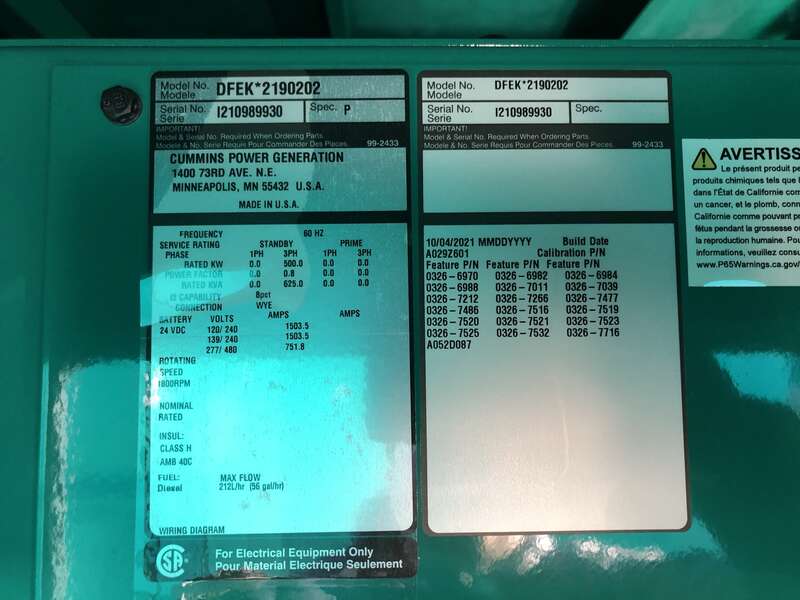 Model No. DFEK*2190202
Modele
Serial No. I210989930 Spec. P
Serie
IMPORTANT!
Model & Serial No. Required When Ordering Parts
Modele & No. Serie Requis Pour Commander Des Pieces. 99-2433
CUMMINS POWER GENERATION
1400 73RD AVE. N.E.
MINNEAPOLIS, MN 55432 U.S.A.
MADE IN U.S.A.
FREQUENCY 60 HZ
SERVICE RATING STANDBY PRIME
PHASE 1PH 3PH 1PH 3PH
RATED KW 0.0 500.0 0.0 0.0
POWER FACTOR 0.0 0.8 0.0 0.0
RATED KVA 0.0 625.0 0.0 0.0
CAPABILITY 8pct
CONNECTION WYE
BATTERY VOLTS AMPS AMPS
24 VDC 120/ 240 1503.5
139/ 240 1503.5
277/ 480 751.8
ROTATING
SPEED
1800RPM
NOMINAL
RATED
INSUL:
CLASS H
AMB 40C
FUEL: MAX FLOW
Diesel 212L/hr (56 gal/hr)
WIRING DIAGRAM
SA
For Electrical Equipment Only
Pour Material Electrique Seulement
Model No. DFEK*2190202
Modele
Serial No. I210989930 Spec.
Serie
IMPORTANT!
Model & Serial No. Required When Ordering Parts
Modele & No. Serie Requis Pour Commander Des Pieces. 99-2433
10/04/2021 MMDDYYYY Build Date
A029Z601 Calibration P/N
Feature P/N Feature P/N Feature P/N
0326-6970 0326-6982 0326-6984
0326-6988 0326-7011 0326-7039
0326-7212 0326-7266 0326-7477
0326-7486 0326-7516 0326-7519
0326-7520 0326-7521 0326-7523
0326-7525 0326-7532 0326-7716
A052D087
AVERTISS
Le présent produit pe
produits chimiques tels que l
dans l'État de Californie com
un cancer, et le plomb, conn
Californie comme pouvant p
fétus pendant la grossesse o
la reproduction humaine. Pou
informations, veuillez consu
www.P65Warnings.ca.gov/